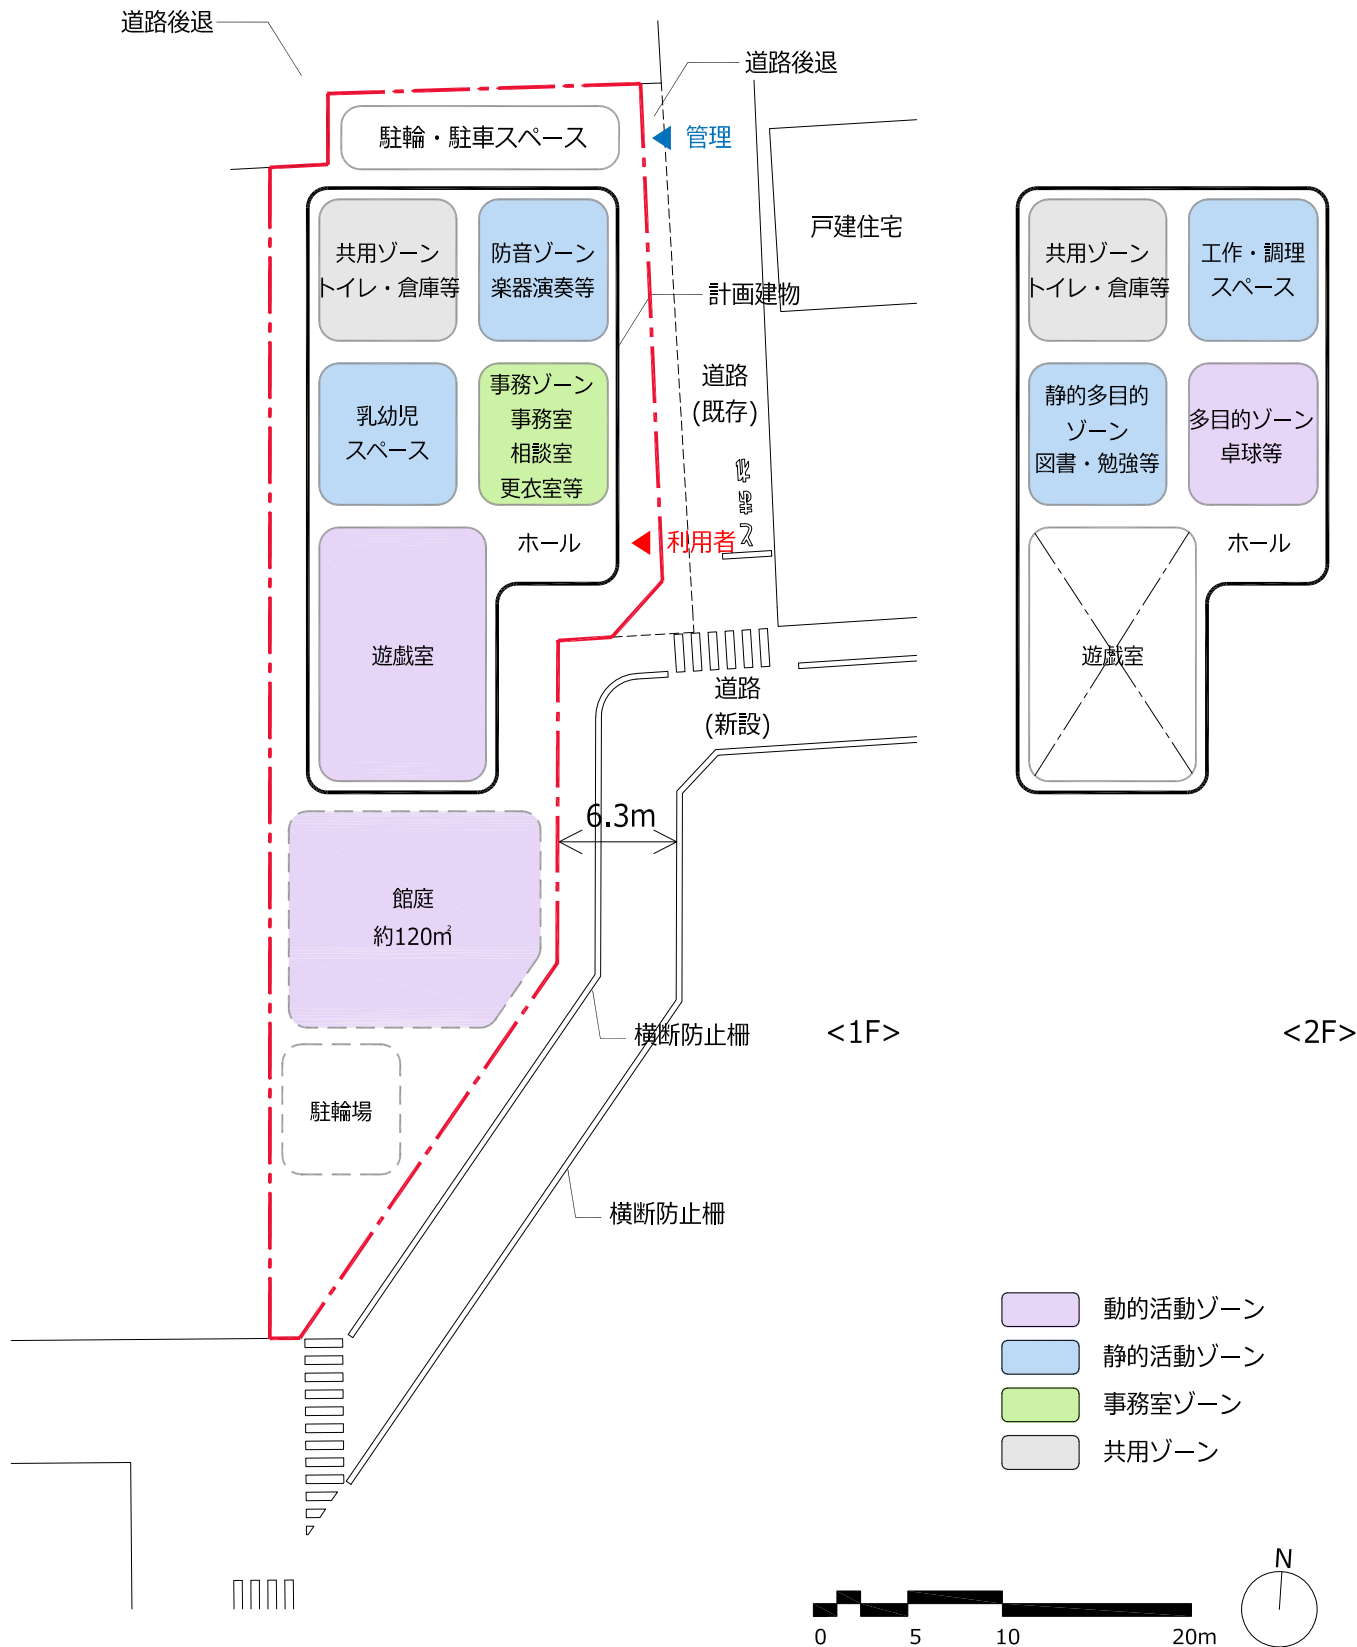 道路後退
道路後退
駐輪・駐車スペース
管理
戸建住宅
共用ゾーン
トイレ・倉庫等
防音ゾーン
楽器演奏等
計画建物
乳幼児
スペース
事務ゾーン
事務室
相談室
更衣室等
道路
(既存)
ホール
利用者
遊戯室
道路
(新設)
6.3m
館庭
約120㎡
横断防止柵
駐輪場
横断防止柵
<1F>
共用ゾーン
トイレ・倉庫等
工作・調理
スペース
静的多目的
ゾーン
図書・勉強等
多目的ゾーン
卓球等
ホール
遊戯室
<2F>
動的活動ゾーン
静的活動ゾーン
事務室ゾーン
共用ゾーン
N
0
5
10
20m